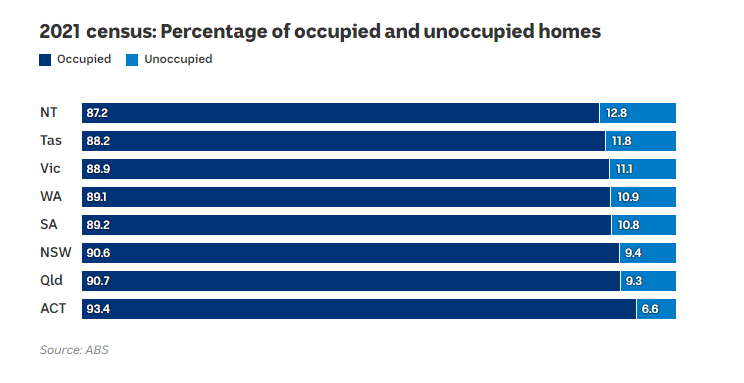 2021 census: Percentage of occupied and unoccupied homes
Occupied Unoccupied
NT 87.2 12.8
Tas 88.2 11.8
Vic 88.9 11.1
WA 89.1 10.9
SA 89.2 10.8
NSW 90.6 9.4
Qld 90.7 9.3
ACT 93.4 6.6
Source: ABS